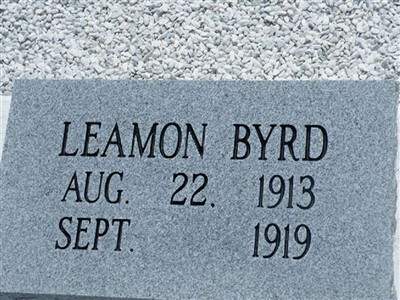 LEAMON BYRD
AUG. 22. 1913
SEPT. 1919